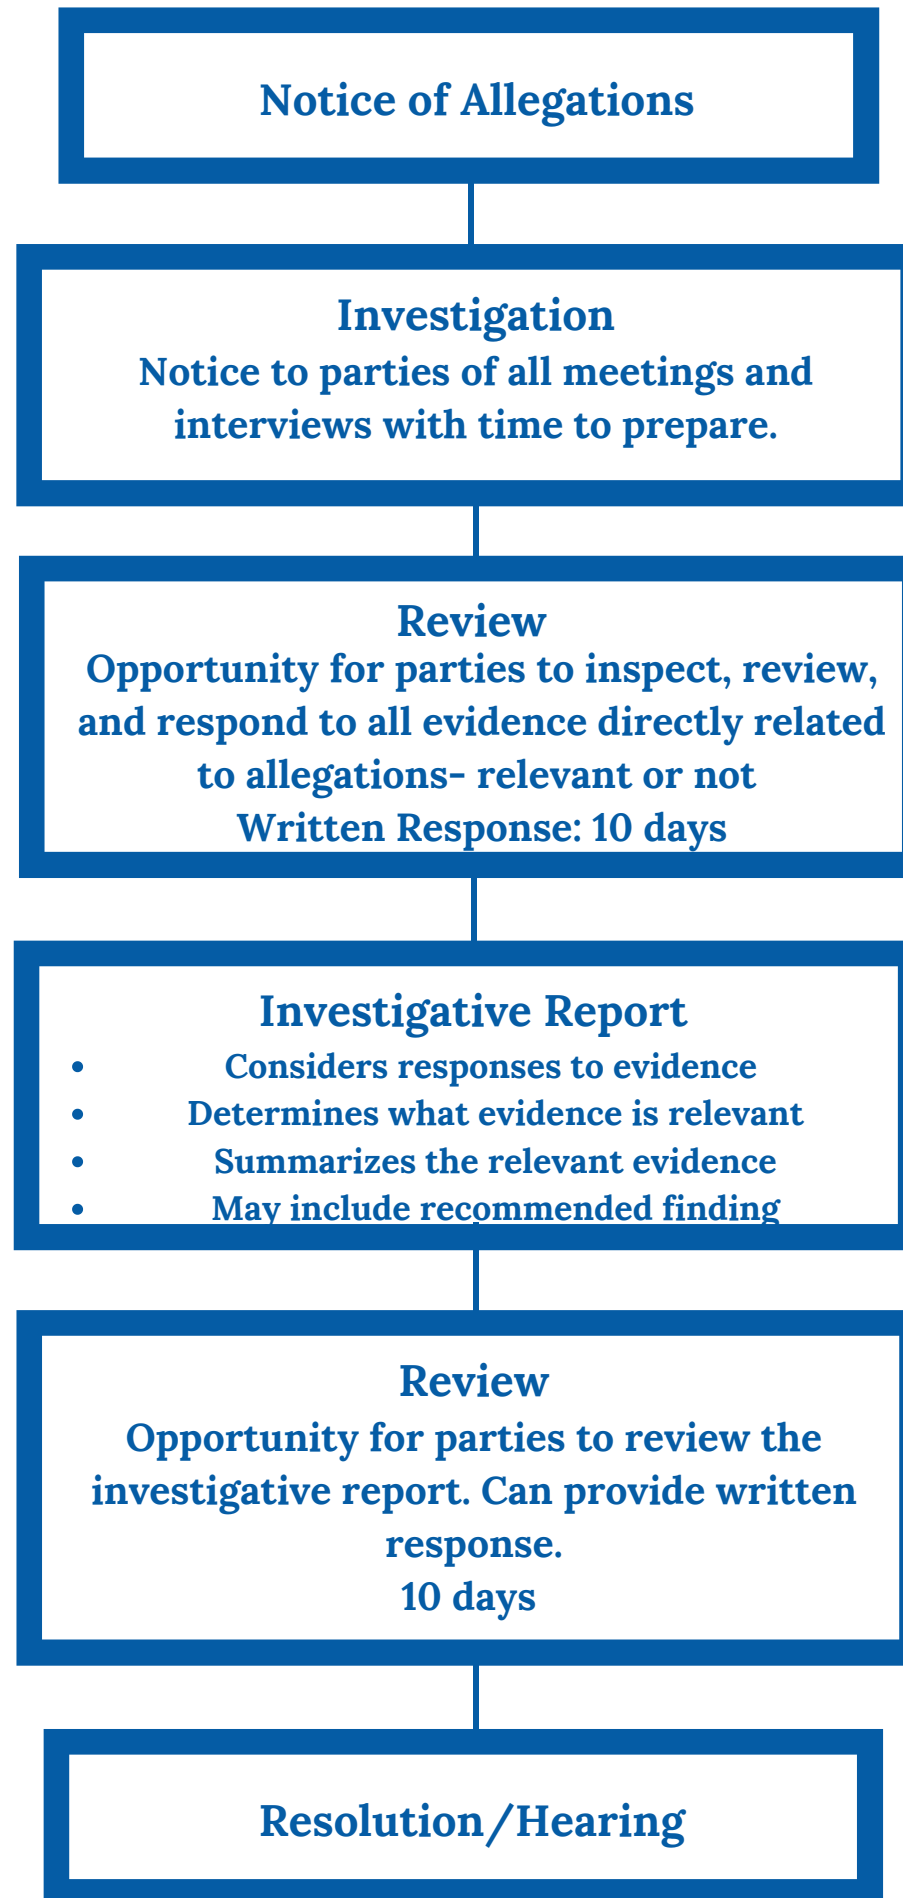 Notice of Allegations
Investigation
Notice to parties of all meetings and
interviews with time to prepare.
Review
Opportunity for parties to inspect, review,
and respond to all evidence directly related
to allegations- relevant or not
Written Response: 10 days
Investigative Report
• Considers responses to evidence
• Determines what evidence is relevant
• Summarizes the relevant evidence
• May include recommended finding
Review
Opportunity for parties to review the
investigative report. Can provide written
response.
10 days
Resolution/Hearing